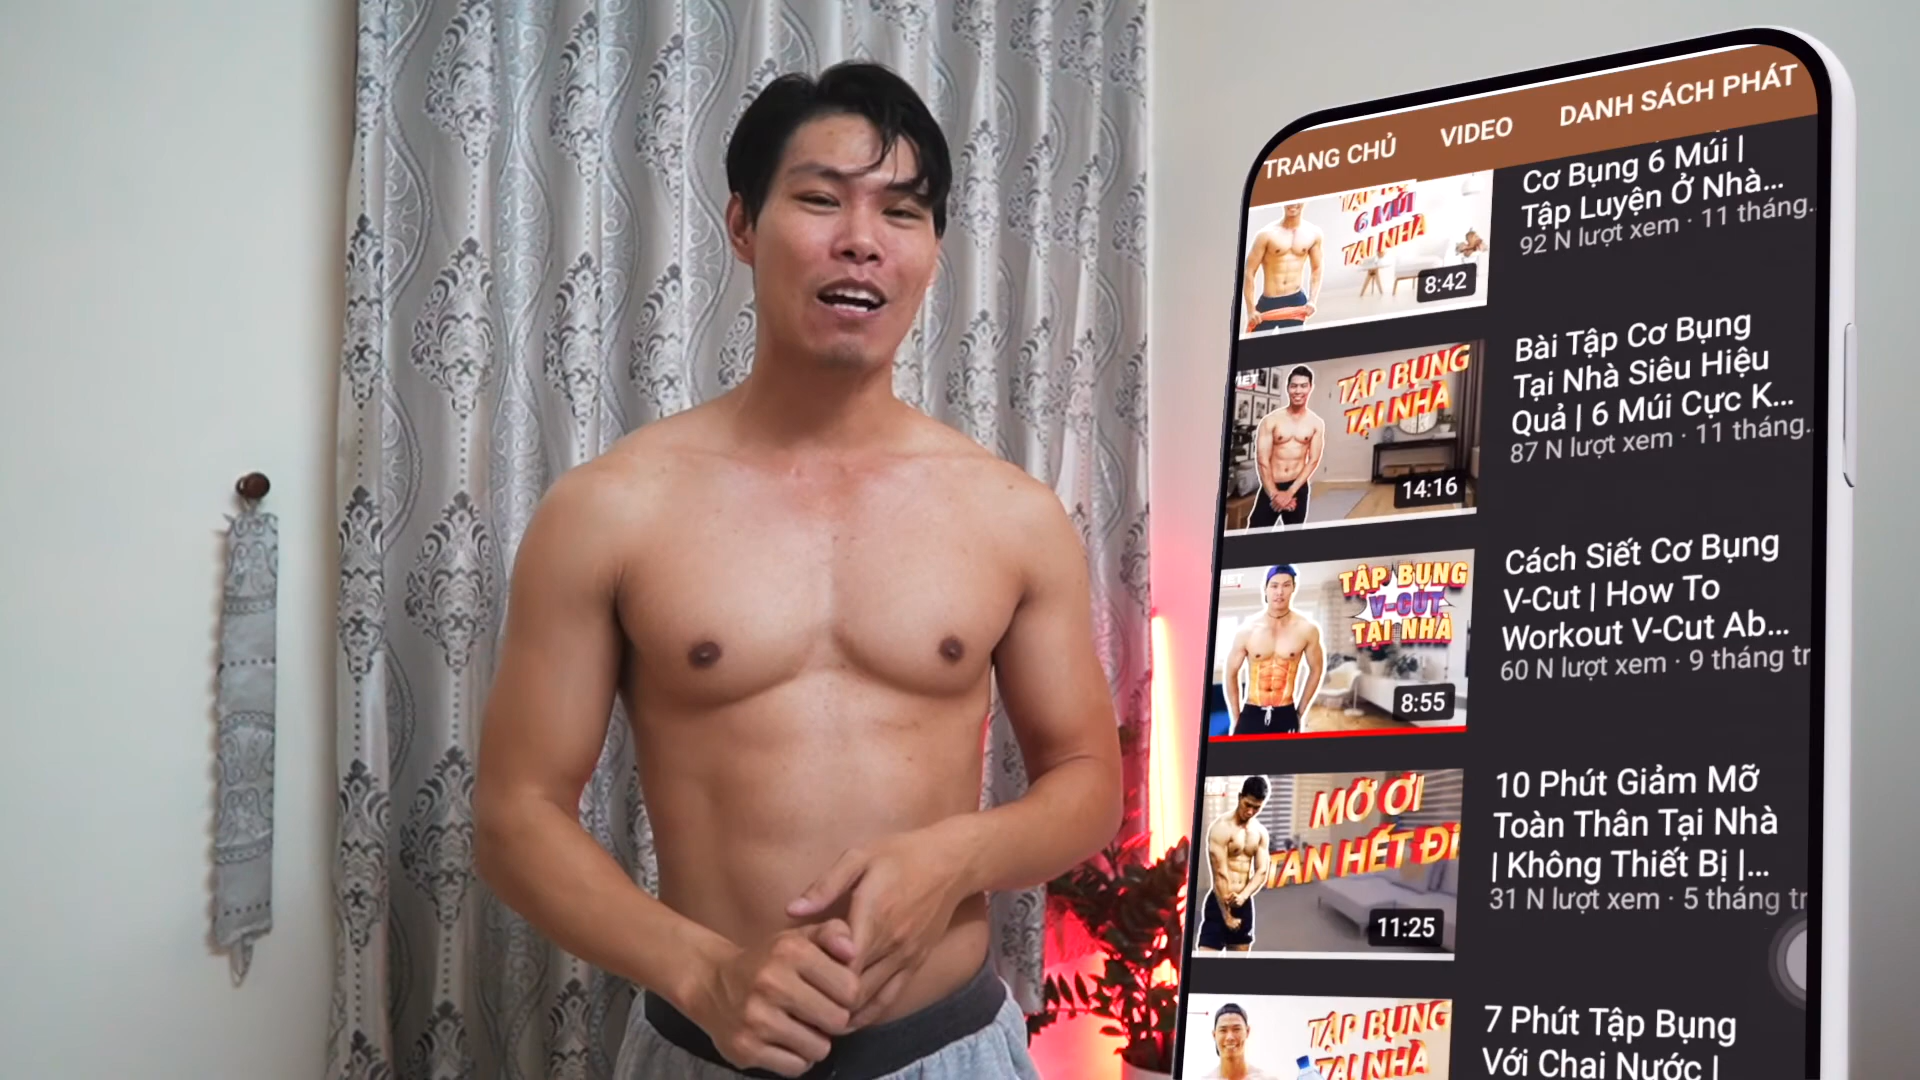 TRANG CHỦ
VIDEO
DANH SÁCH PHÁT
6 MÚI
TẠI NHÀ
8:42
Cơ Bụng 6 Múi |
Tập Luyện Ở Nhà...
92 N lượt xem · 11 tháng.
TẬP BỤNG
TẠI NHÀ
14:16
Bài Tập Cơ Bụng
Tại Nhà Siêu Hiệu
Quả | 6 Múi Cực K...
87 N lượt xem · 11 tháng.
TẬP BỤNG
V-CUT
TẠI NHÀ
8:55
Cách Siết Cơ Bụng
V-Cut | How To
Workout V-Cut Ab...
60 N lượt xem · 9 tháng tr
MỠ ƠI
TAN HẾT ĐI
11:25
10 Phút Giảm Mỡ
Toàn Thân Tại Nhà
| Không Thiết Bị |...
31 N lượt xem · 5 tháng tr
TẬP BỤNG
TẠI NHÀ
7 Phút Tập Bụng
Với Chai Nước |